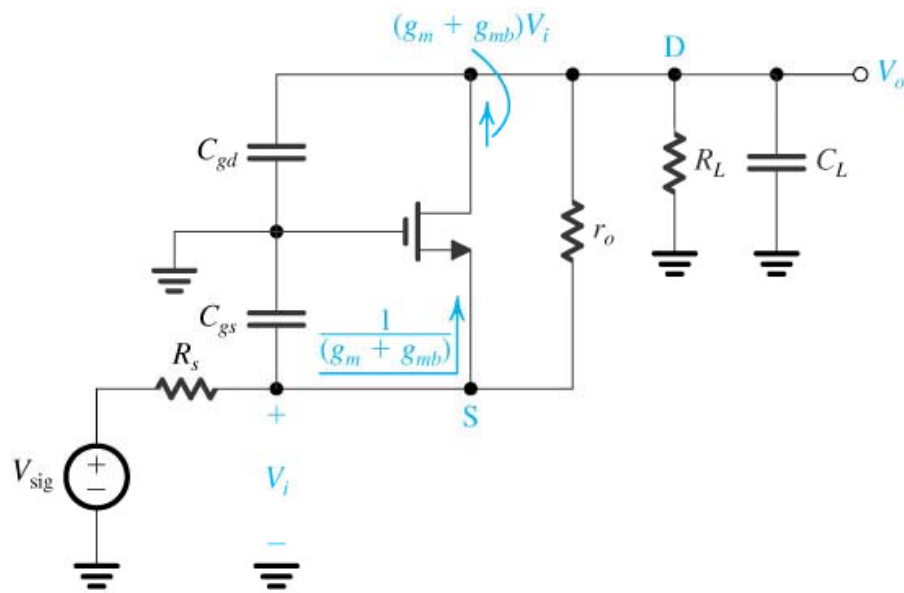 (g_m + g_mb)V_i
D
V_o
C_gd
R_L
C_L
r_o
C_gs
1
(g_m + g_mb)
R_s
+
S
V_sig
+
−
V_i
−